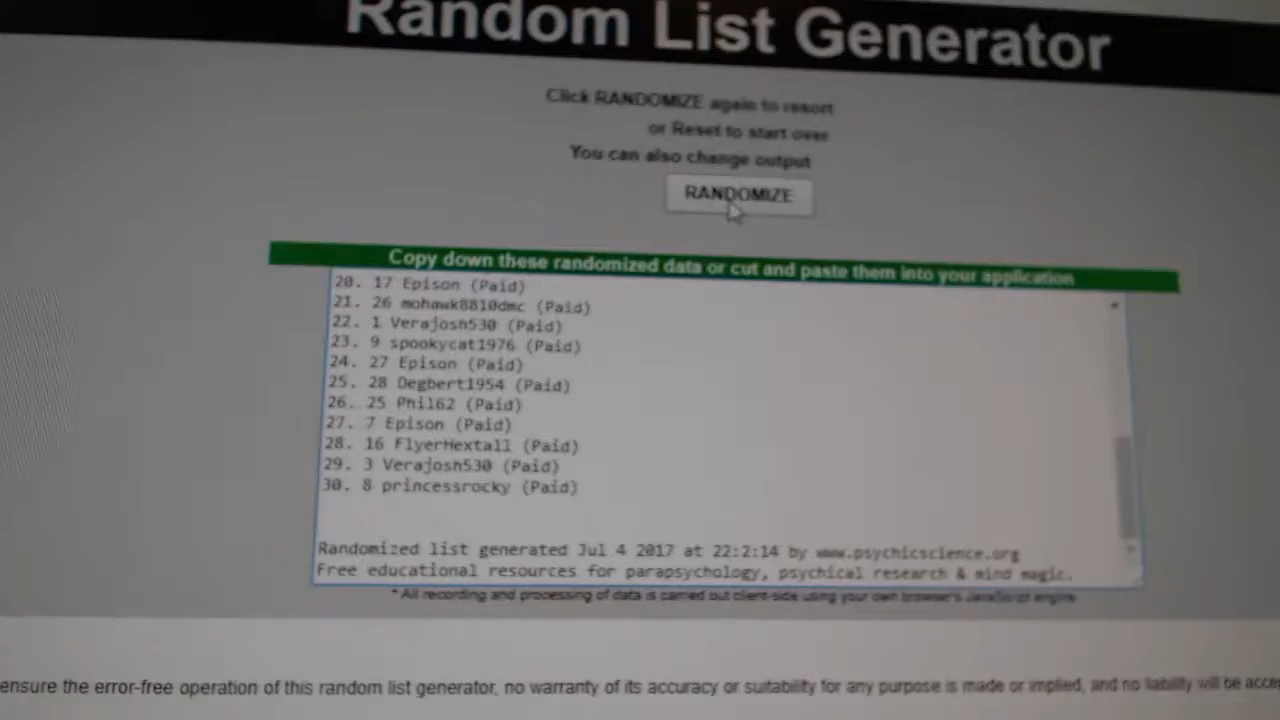 Random List Generator
Click RANDOMIZE again to resort
or Reset to start over
You can also change output
RANDOMIZE
Copy down these randomized data or cut and paste them into your application
20. 17 Epison (Paid)
21. 26 mohawk8810dmc (Paid)
22. 1 Verajosh530 (Paid)
23. 9 spookycat1976 (Paid)
24. 27 Epison (Paid)
25. 28 Degbert1954 (Paid)
26. 25 Phil62 (Paid)
27. 7 Epison (Paid)
28. 16 FlyerHextall (Paid)
29. 3 Verajosh530 (Paid)
30. 8 princessrocky (Paid)
Randomized list generated Jul 4 2017 at 22:2:14 by www.psychicscience.org
Free educational resources for parapsychology, psychical research & mind magic.
* All recording and processing of data is carried out client-side using your own browser's JavaScript engine
ensure the error-free operation of this random list generator, no warranty of its accuracy or suitability for any purpose is made or implied, and no liability will be acce